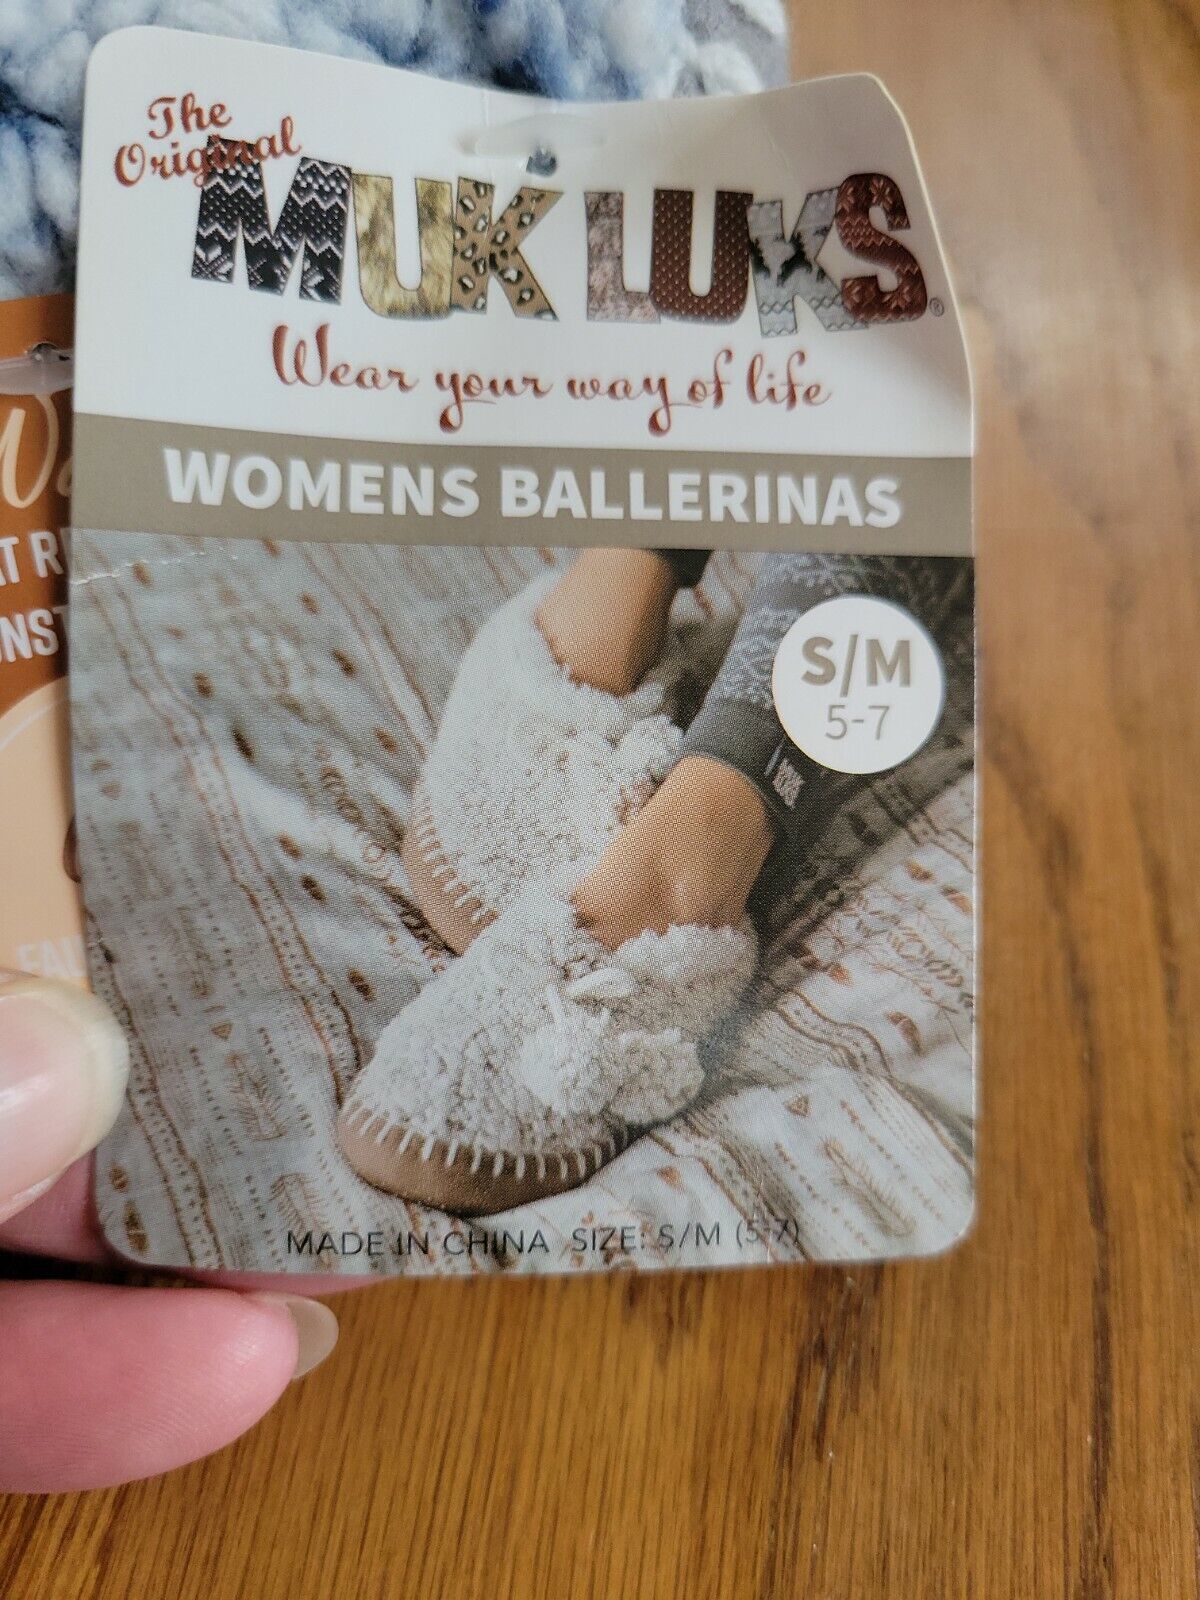 The
Original
MUK LUKS®
Wear your way of life
WOMENS BALLERINAS
S/M
5-7
MADE IN CHINA SIZE: S/M (5-7)